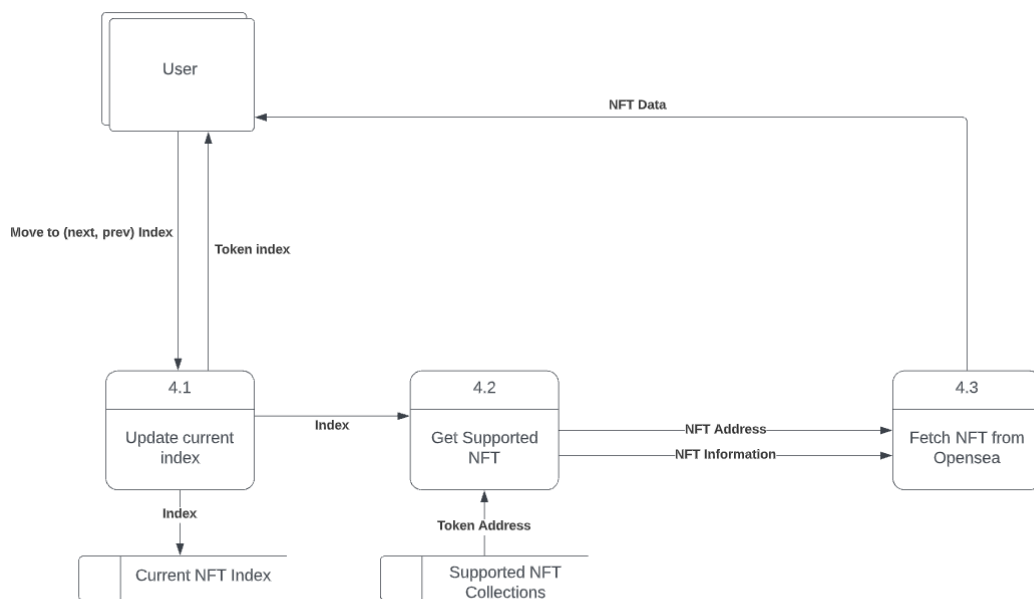 User
NFT Data
Move to (next, prev) Index
Token index
4.1
Update current
index
Index
4.2
Get Supported
NFT
NFT Address
NFT Information
4.3
Fetch NFT from
Opensea
Index
Token Address
Current NFT Index
Supported NFT
Collections